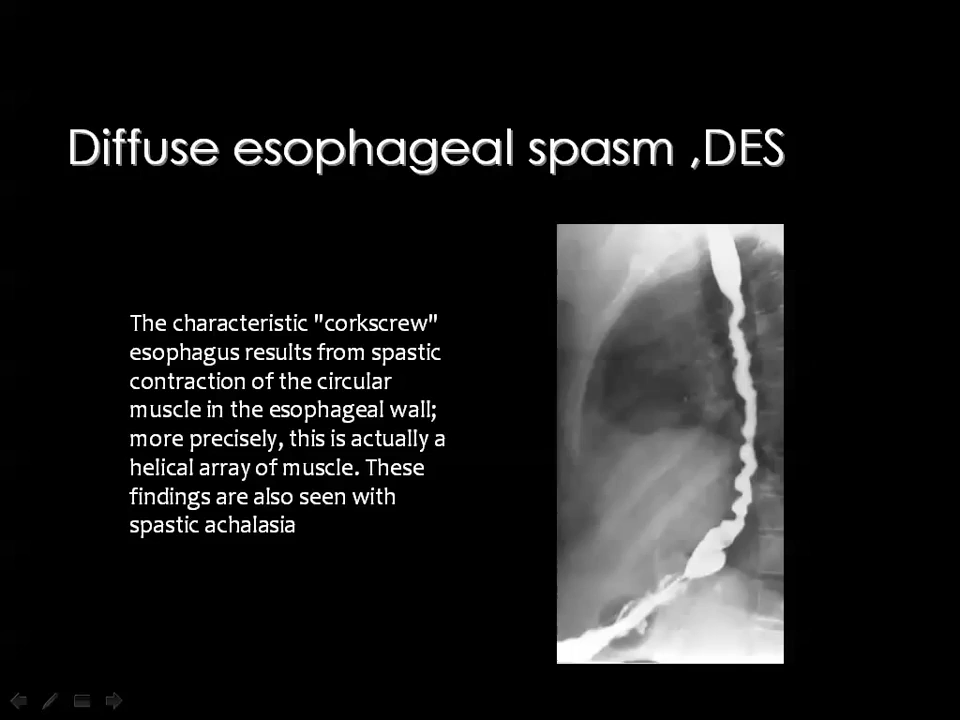 Diffuse esophageal spasm ,DES
The characteristic "corkscrew"
esophagus results from spastic
contraction of the circular
muscle in the esophageal wall;
more precisely, this is actually a
helical array of muscle. These
findings are also seen with
spastic achalasia